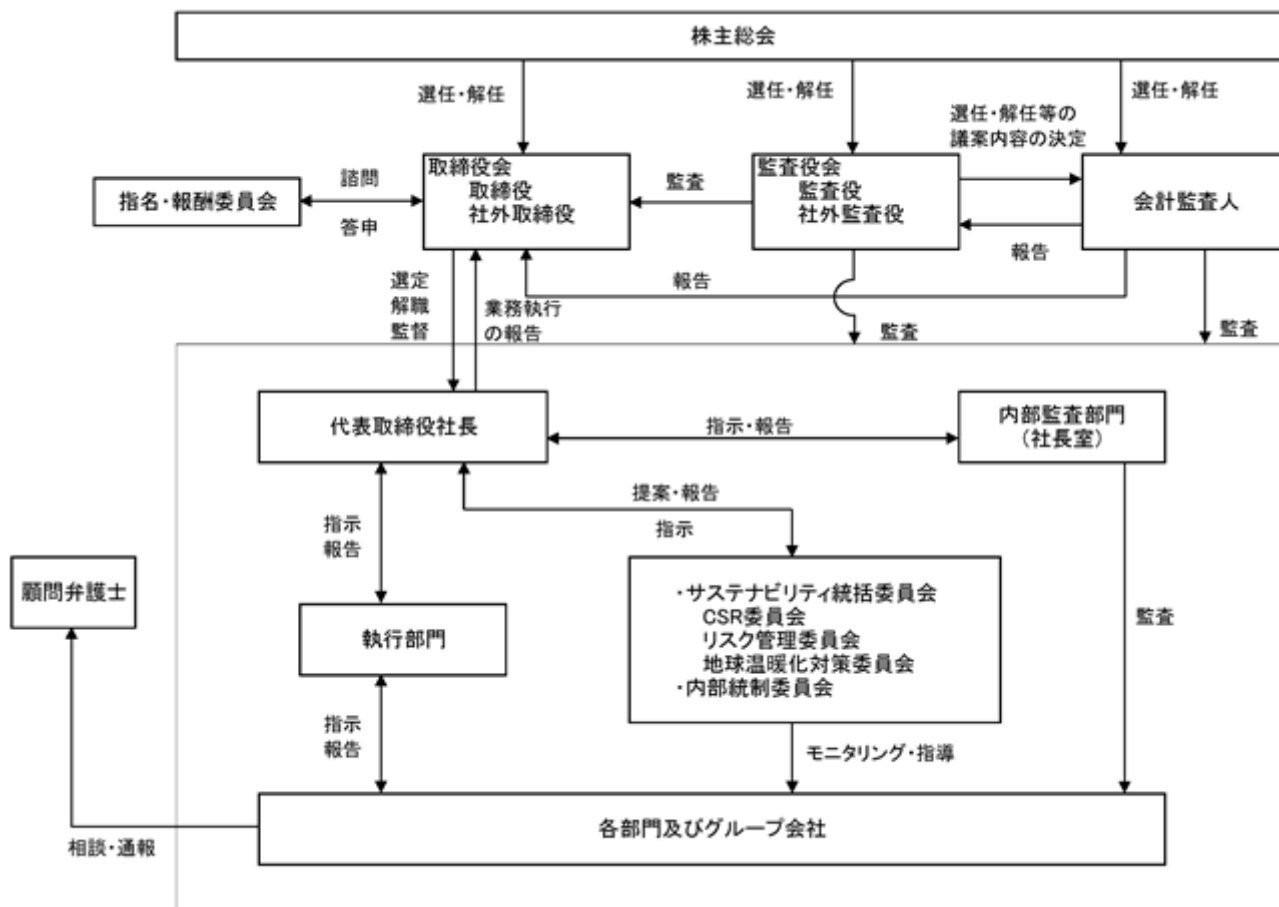 株主総会
選任・解任
選任・解任
選任・解任
選任・解任等の
議案内容の決定
取締役会
取締役
社外取締役
監査役会
監査役
社外監査役
会計監査人
指名・報酬委員会
諮問
答申
監査
報告
報告
選定
解職
監督
業務執行
の報告
監査
監査
代表取締役社長
指示・報告
内部監査部門
(社長室)
提案・報告
指示
指示
報告
顧問弁護士
執行部門
・サステナビリティ統括委員会
CSR委員会
リスク管理委員会
地球温暖化対策委員会
・内部統制委員会
監査
指示
報告
モニタリング・指導
各部門及びグループ会社
相談・通報